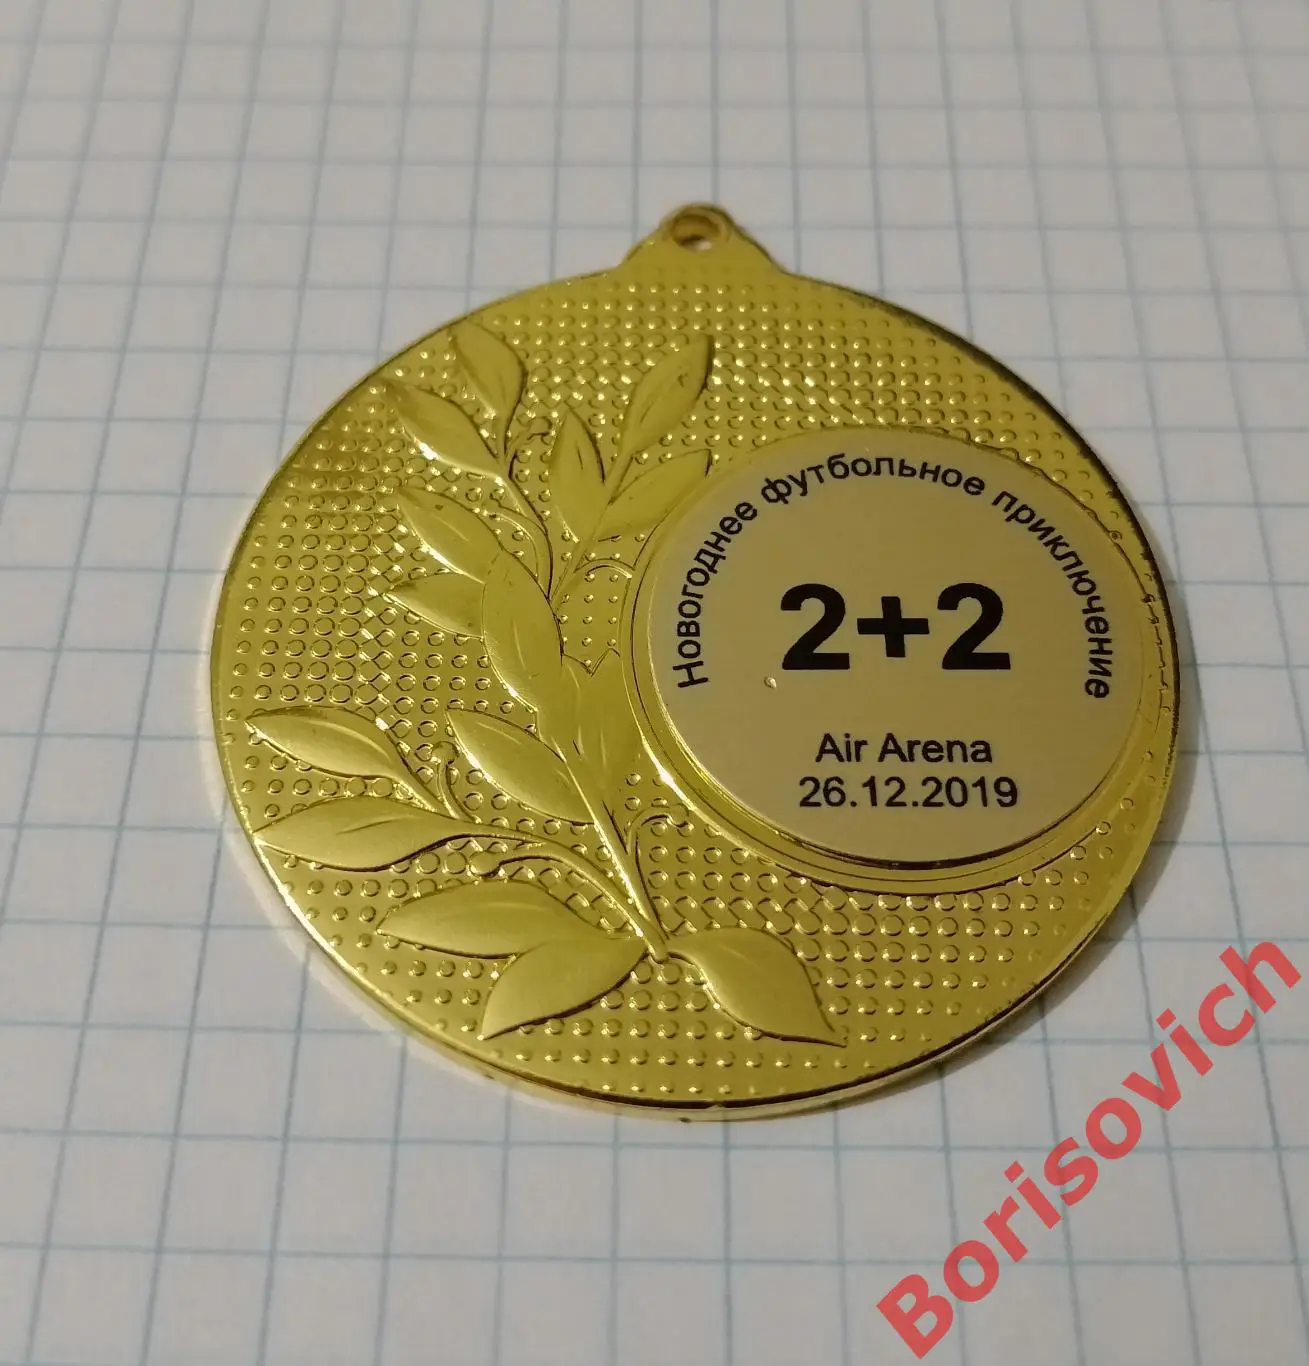 Новогоднее футбольное приключение
2+2
Air Arena
26.12.2019
Borisovich